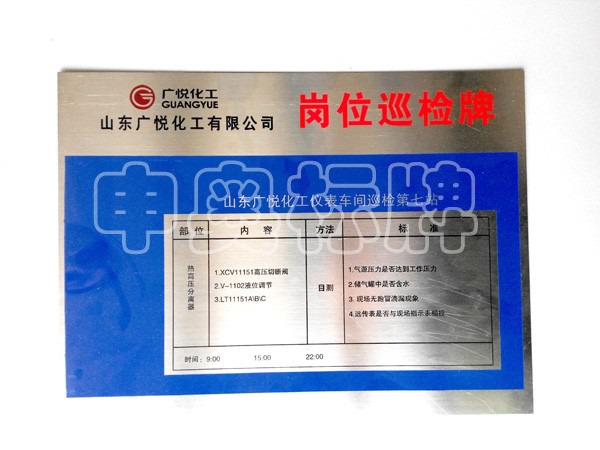 广悦化工
GUANGYUE
山东广悦化工有限公司
岗位巡检牌
申奥标牌
山东广悦化工仪表车间巡检第七站
部位 内容 方法 标准
热高压分离器
1.XCV11151高压切断阀
2.V-1102液位调节
3.LT11151A\B\C
目测
1.气源压力是否达到工作压力
2.储气罐中是否含水
3.现场无跑冒滴漏现象
4.远传表是否与现场指示表相符
时间：9:00 15:00 22:00